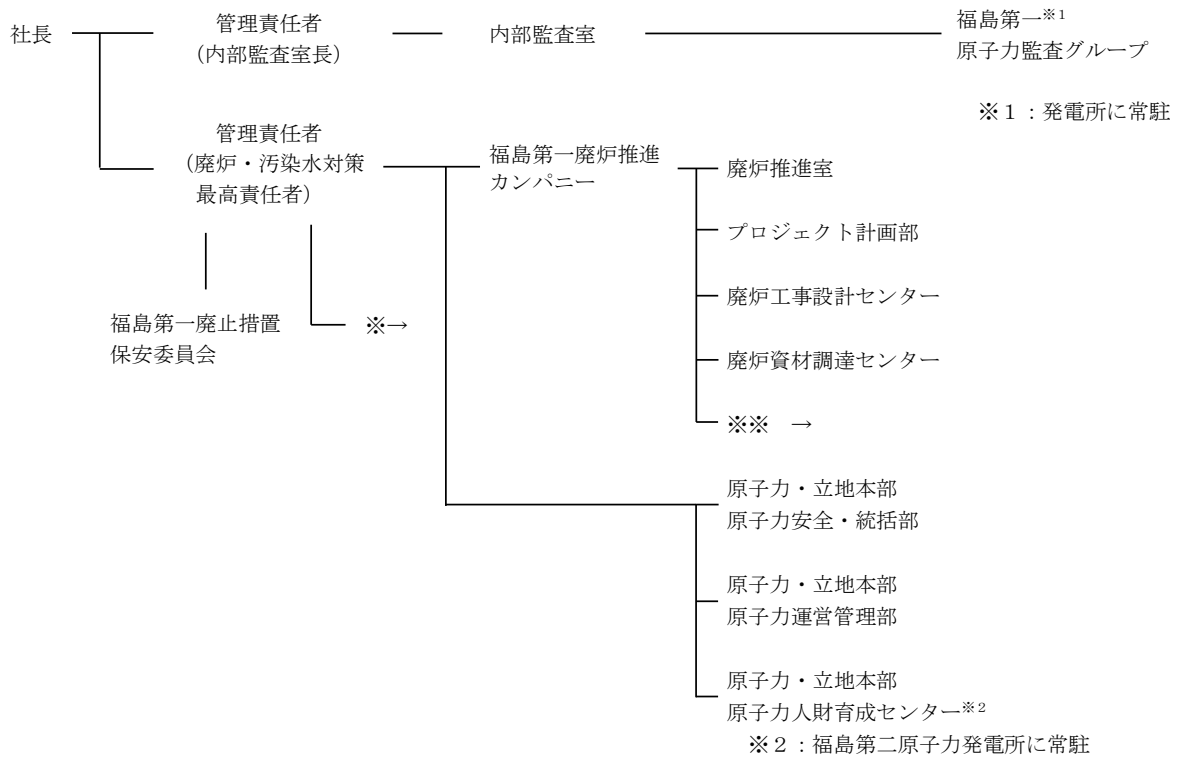 社長
管理責任者
（内部監査室長）
内部監査室
福島第一※１
原子力監査グループ
※１：発電所に常駐
管理責任者
（廃炉・汚染水対策
最高責任者）
福島第一廃炉推進
カンパニー
廃炉推進室
プロジェクト計画部
廃炉工事設計センター
廃炉資材調達センター
※※　→
福島第一廃止措置
保安委員会
※→
原子力・立地本部
原子力安全・統括部
原子力・立地本部
原子力運営管理部
原子力・立地本部
原子力人財育成センター※２
※２：福島第二原子力発電所に常駐